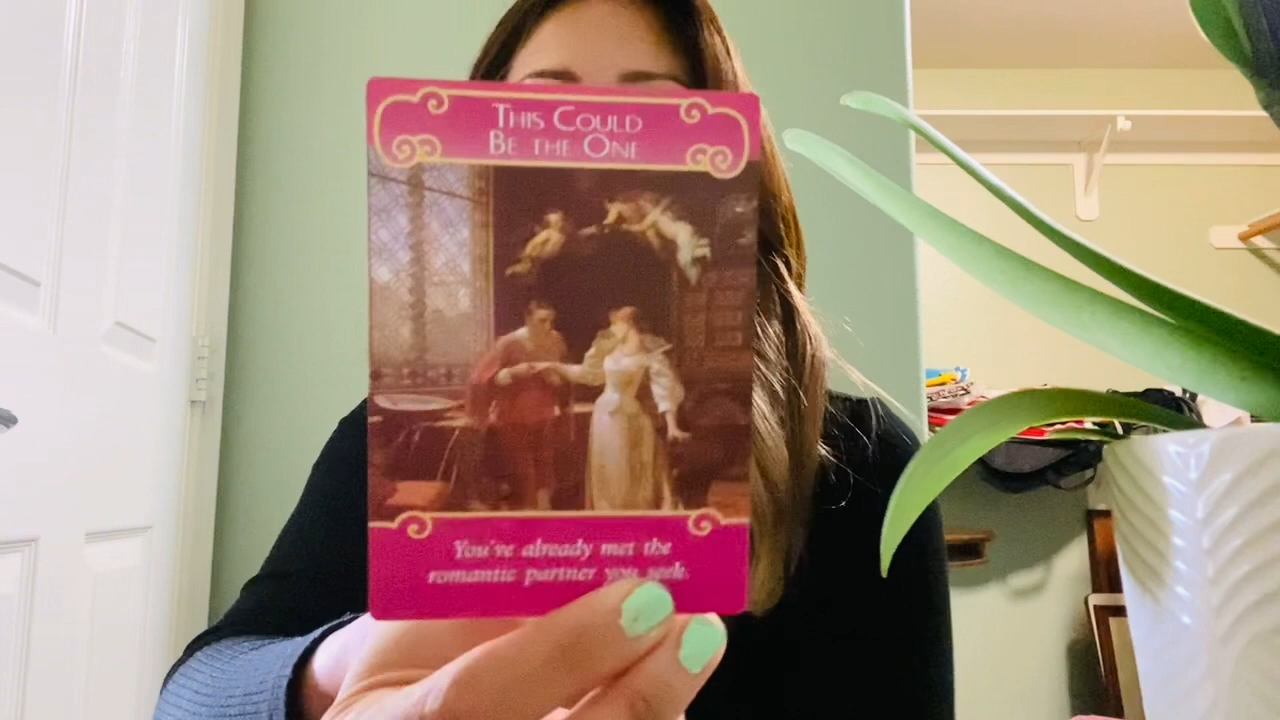 THIS COULD
BE THE ONE
You've already met the
romantic partner you seek.